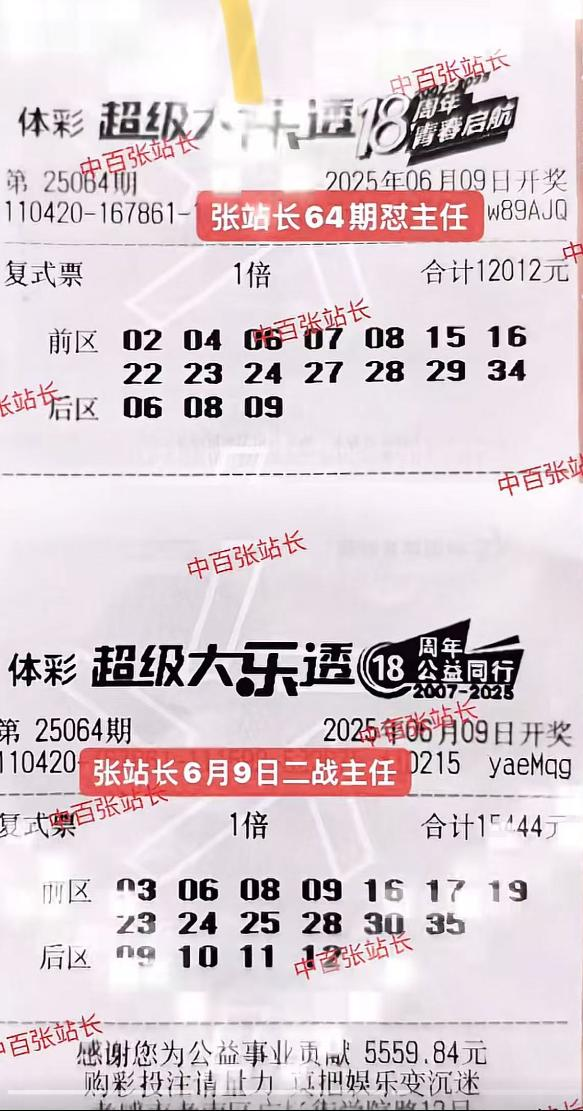 中百张站长
体彩 超级大乐透 18周年 青春启航
中百张站长
第 25064期 2025年06月09日开奖
110420-167861-1 w89AJQ
张站长64期怼主任
复式票 1倍 合计12012元
中百张站长
前区 02 04 06 07 08 15 16
22 23 24 27 28 29 34
张站长
后区 06 08 09
中百张站
中百张站长
体彩 超级大乐透 18 周年 公益同行
2007-2025
中百张站长
第 25064期 2025年06月09日开奖
110420- 0215 yaeMqg
张站长6月9日二战主任
中百张站长
复式票 1倍 合计15444元
前区 03 06 08 09 16 17 19
23 24 25 28 30 35
后区 09 10 11 12
中百张站长
中百张站长
感谢您为公益事业贡献 5559.84元
购彩投注请量力 莫把娱乐变沉迷